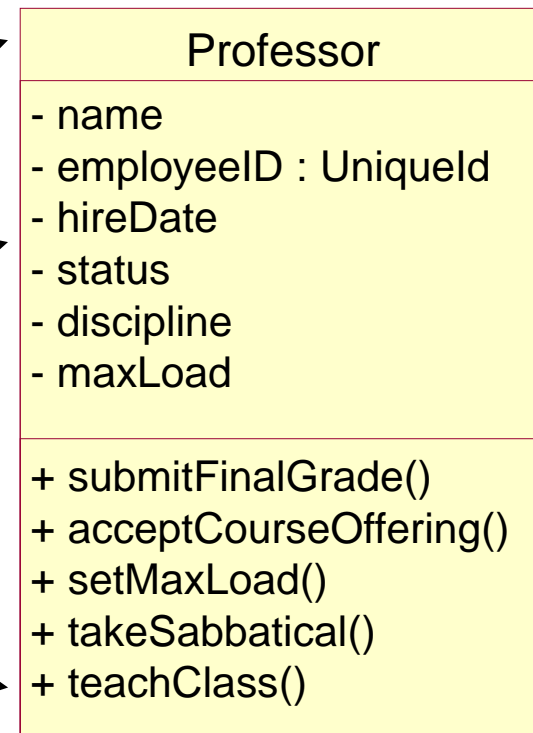 Professor
- name
- employeeID : UniqueId
- hireDate
- status
- discipline
- maxLoad
+ submitFinalGrade()
+ acceptCourseOffering()
+ setMaxLoad()
+ takeSabbatical()
+ teachClass()